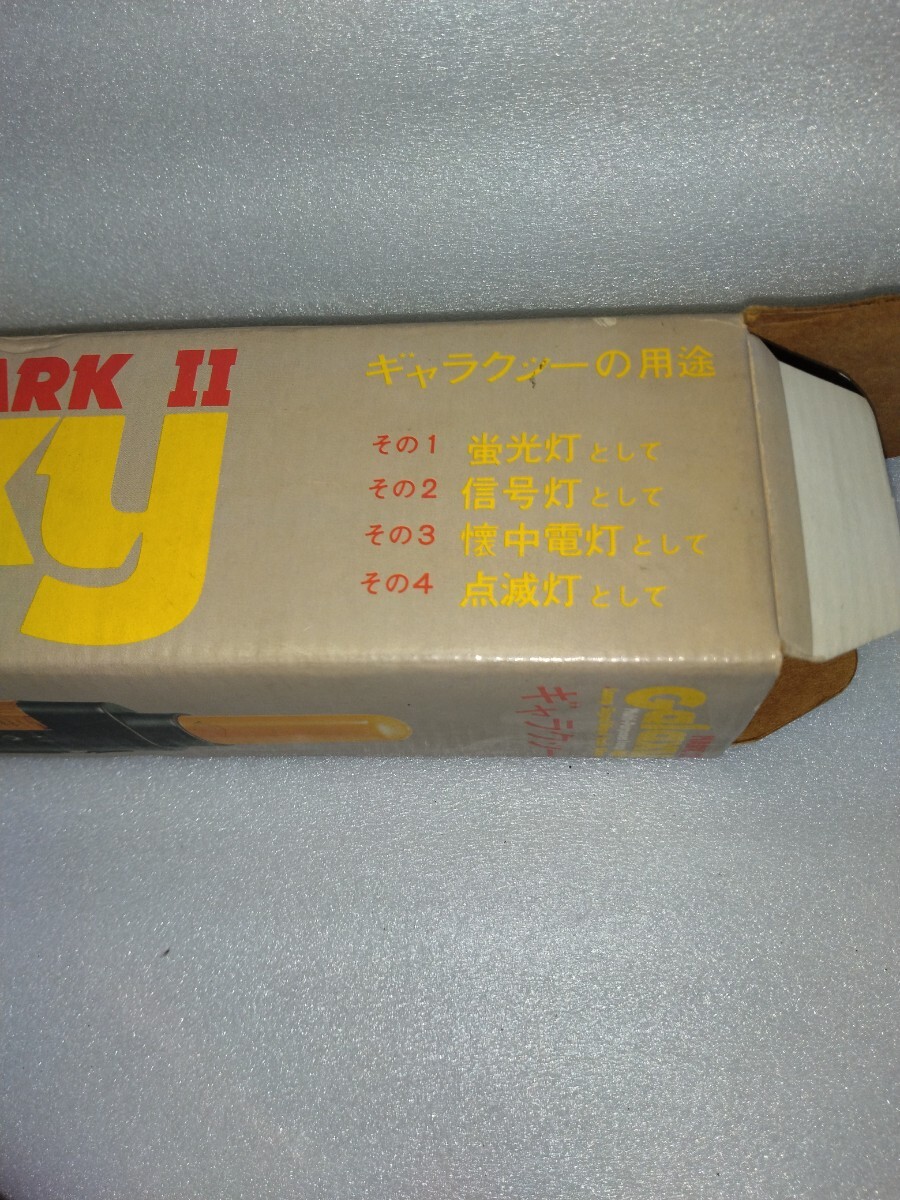 ARK II
xy
ギャラクシーの用途
その1 蛍光灯として
その2 信号灯として
その3 懐中電灯として
その4 点滅灯として